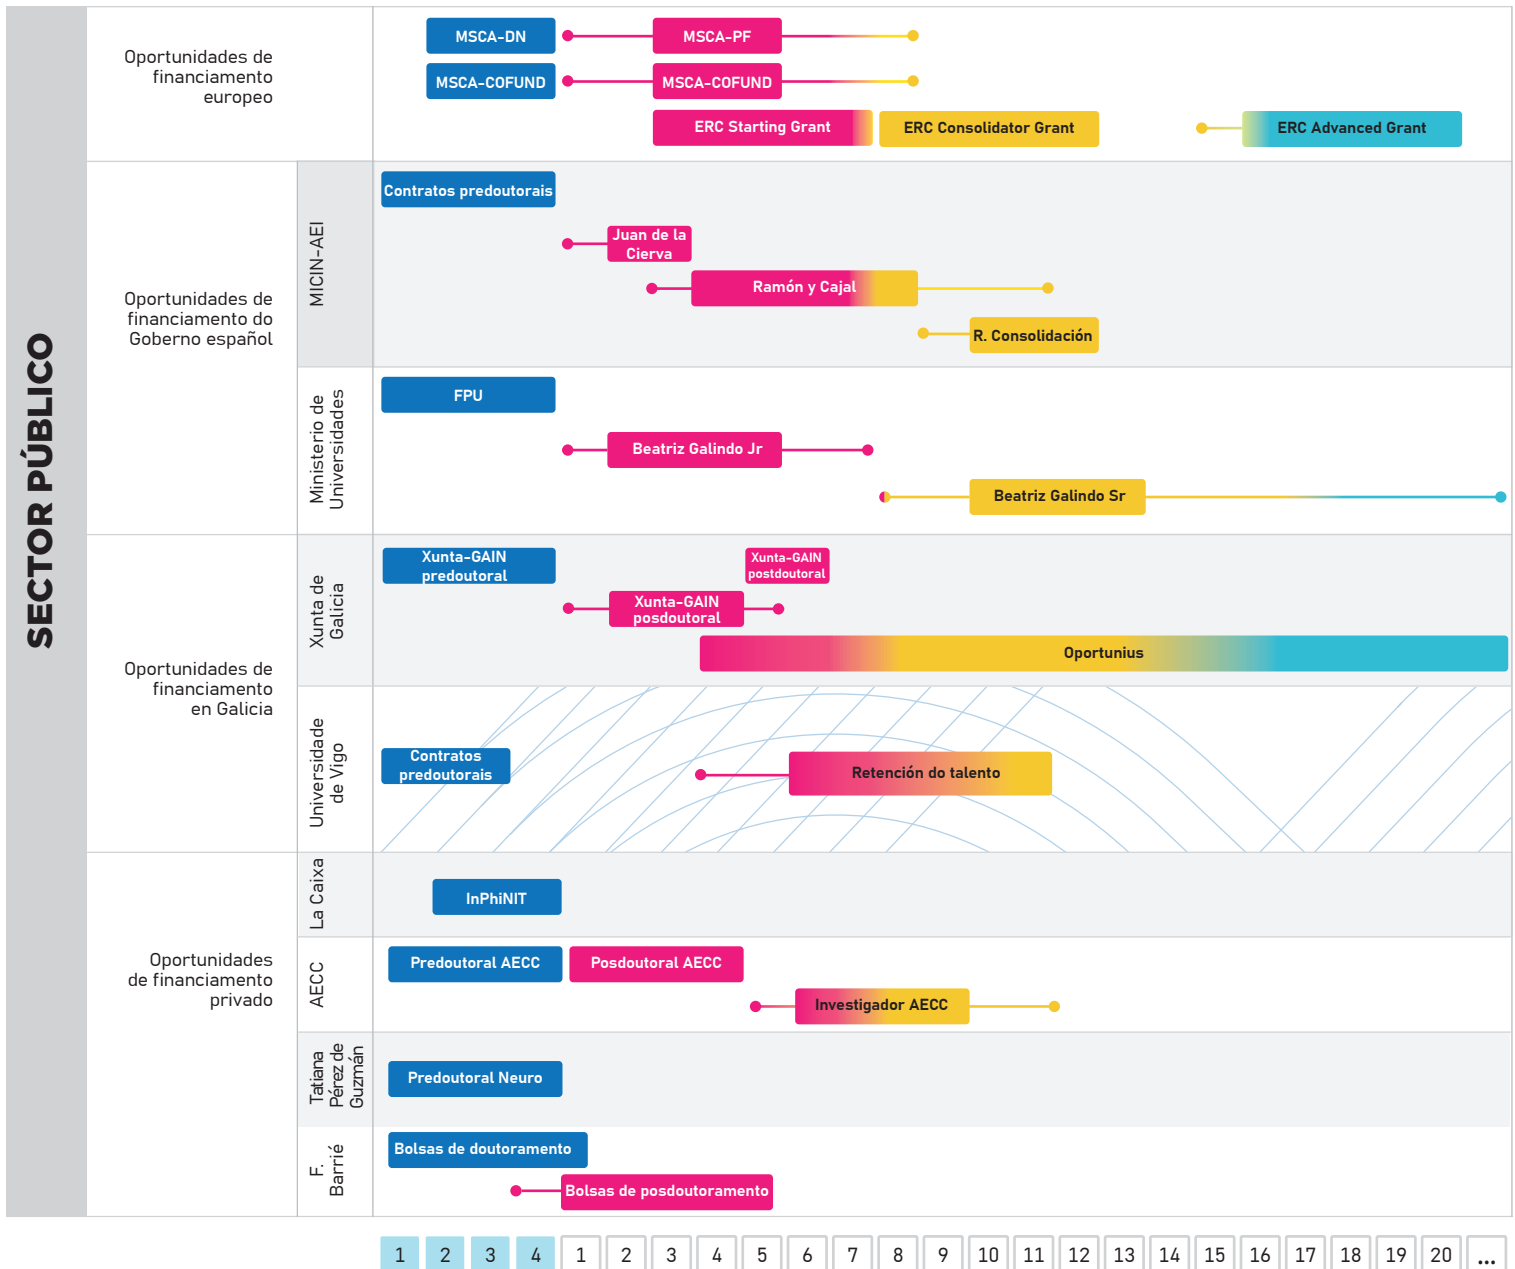 SECTOR PÚBLICO
Oportunidades de
financiamento
europeo
MSCA-DN
MSCA-PF
MSCA-COFUND
MSCA-COFUND
ERC Starting Grant
ERC Consolidator Grant
ERC Advanced Grant
Oportunidades de
financiamento do
Goberno español
MICIN-AEI
Contratos predoutorais
Juan de la
Cierva
Ramón y Cajal
R. Consolidación
Ministerio de
Universidades
FPU
Beatriz Galindo Jr
Beatriz Galindo Sr
Oportunidades de
financiamento
en Galicia
Xunta de
Galicia
Xunta-GAIN
predoutoral
Xunta-GAIN
postdoutoral
Xunta-GAIN
posdoutoral
Oportunius
Universidade
de Vigo
Contratos
predoutorais
Retención do talento
Oportunidades
de financiamento
privado
La Caixa
InPhiNIT
AECC
Predoutoral AECC
Posdoutoral AECC
Investigador AECC
Tatiana
Pérez de
Guzmán
Predoutoral Neuro
F.
Barrié
Bolsas de doutoramento
Bolsas de posdoutoramento
1 2 3 4 1 2 3 4 5 6 7 8 9 10 11 12 13 14 15 16 17 18 19 20 ...